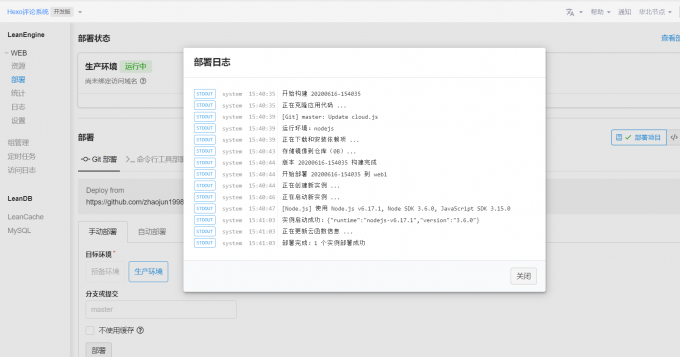 Hexo评论系统 开发版
帮助 通知 华北节点
LeanEngine
WEB
资源
部署
统计
日志
设置
组管理
定时任务
访问日志
LeanDB
LeanCache
MySQL
部署状态
查看部
生产环境 运行中
尚未绑定访问域名
部署
部署项目
Git 部署 命令行工具部署
Deploy from
https://github.com/zhaojun1998
手动部署 自动部署
目标环境 *
预备环境 生产环境
分支或提交
master
不使用缓存
部署
部署日志
STDOUT system 15:40:35 开始构建 20200616-154035
STDOUT system 15:40:35 正在克隆应用代码 ...
STDOUT system 15:40:39 [Git] master: Update cloud.js
STDOUT system 15:40:39 运行环境：nodejs
STDOUT system 15:40:39 正在下载和安装依赖项 ...
STDOUT system 15:40:43 存储镜像到仓库（0B）...
STDOUT system 15:40:44 版本 20200616-154035 构建完成
STDOUT system 15:40:44 开始部署 20200616-154035 到 web1
STDOUT system 15:40:44 正在创建新实例 ...
STDOUT system 15:40:46 正在启动新实例 ...
STDOUT system 15:40:47 [Node.js] 使用 Node.js v6.17.1, Node SDK 3.6.0, JavaScript SDK 3.15.0
STDOUT system 15:41:03 实例启动成功：{"runtime":"nodejs-v6.17.1","version":"3.6.0"}
STDOUT system 15:41:03 正在更新云函数信息 ...
STDOUT system 15:41:03 部署完成：1 个实例部署成功
关闭